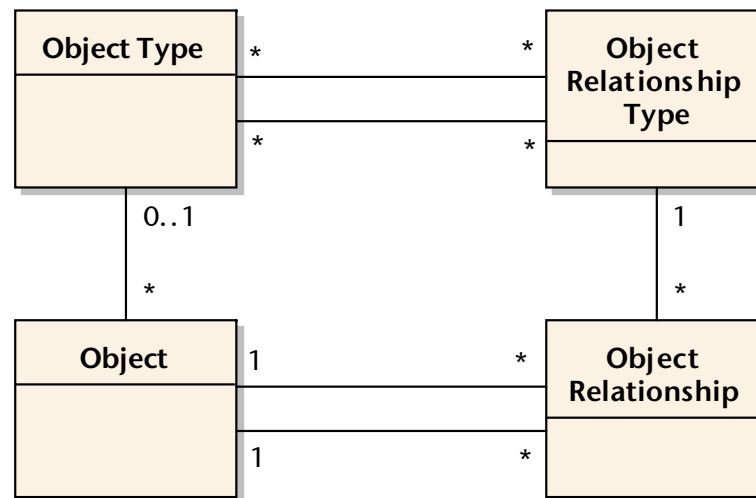 Object Type
*
*
Object
Relationship
Type
*
*
0..1
1
*
*
Object
1
*
Object
Relationship
1
*